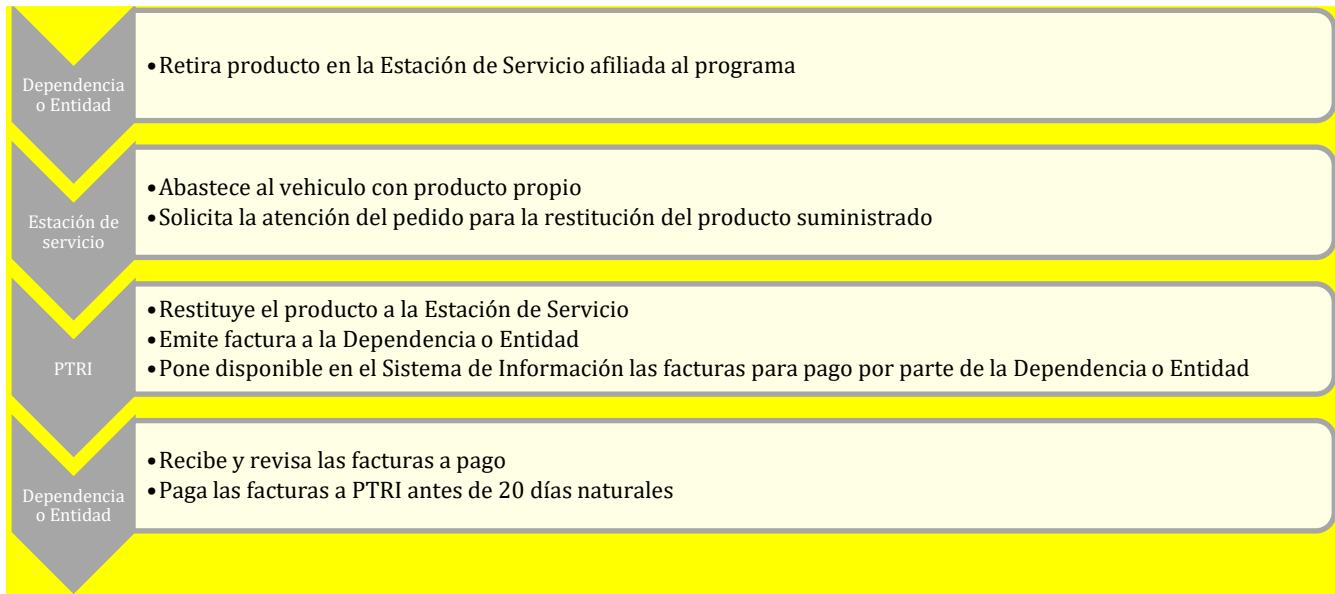 Dependencia
o Entidad
•Retira producto en la Estación de Servicio afiliada al programa
Estación de
servicio
•Abastece al vehiculo con producto propio
•Solicita la atención del pedido para la restitución del producto suministrado
PTRI
•Restituye el producto a la Estación de Servicio
•Emite factura a la Dependencia o Entidad
•Pone disponible en el Sistema de Información las facturas para pago por parte de la Dependencia o Entidad
Dependencia
o Entidad
•Recibe y revisa las facturas a pago
•Paga las facturas a PTRI antes de 20 días naturales